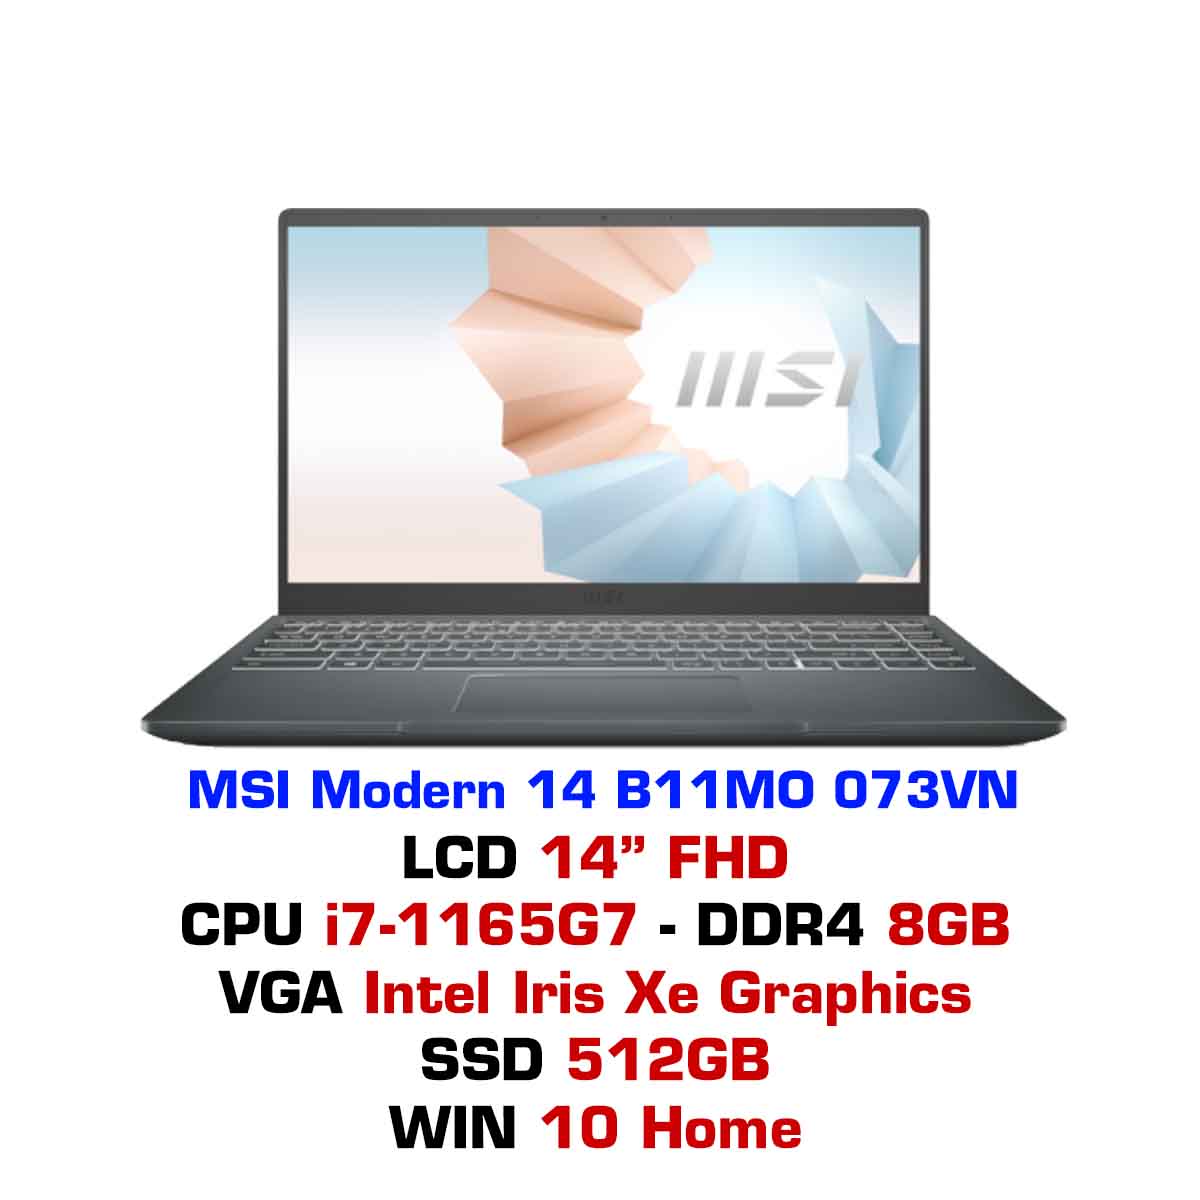 msi
msi
MSI Modern 14 B11MO 073VN
LCD 14” FHD
CPU i7-1165G7 - DDR4 8GB
VGA Intel Iris Xe Graphics
SSD 512GB
WIN 10 Home